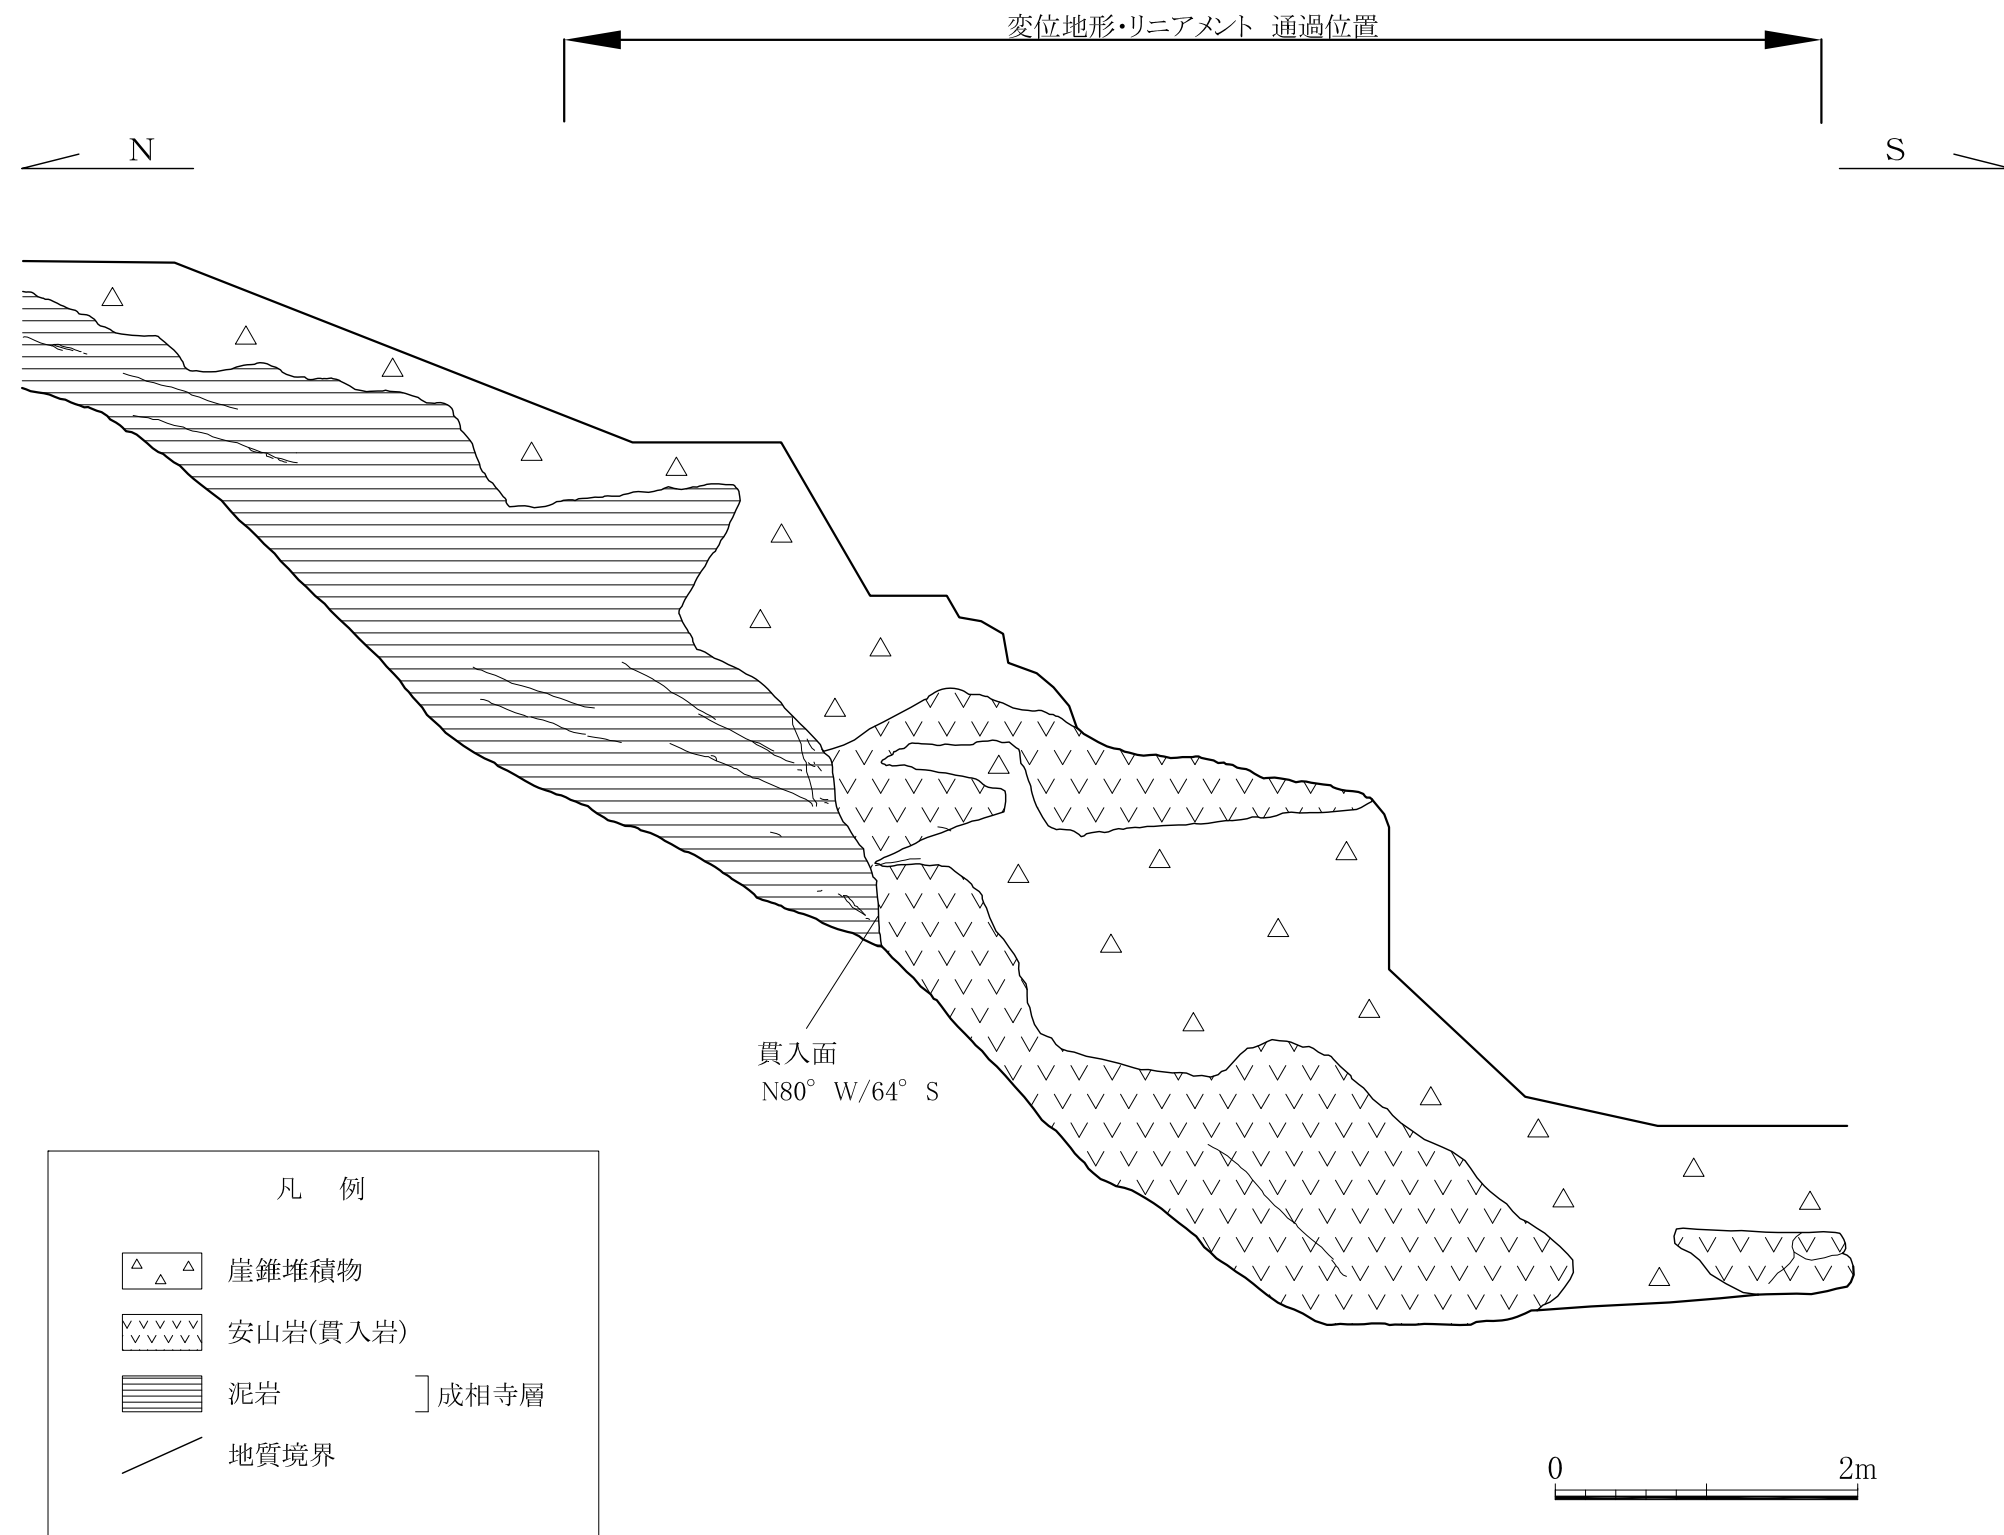 変位地形・リニアメント 通過位置
N
S
貫入面
N80° W/64° S
凡 例
崖錐堆積物
安山岩(貫入岩)
泥岩
成相寺層
地質境界
0
2m